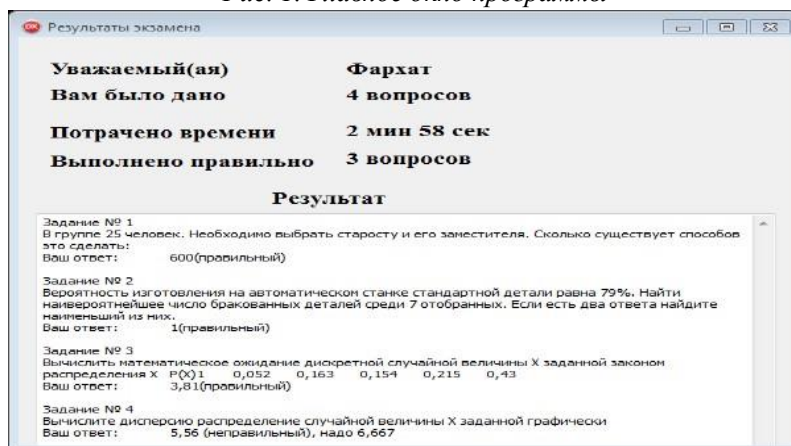 Результаты экзамена
Уважаемый(ая) Фархат
Вам было дано 4 вопросов
Потрачено времени 2 мин 58 сек
Выполнено правильно 3 вопросов
Результат
Задание № 1
В группе 25 человек. Необходимо выбрать старосту и его заместителя. Сколько существует способов
это сделать:
Ваш ответ: 600(правильный)
Задание № 2
Вероятность изготовления на автоматическом станке стандартной детали равна 79%. Найти
наивероятнейшее число бракованных деталей среди 7 отобранных. Если есть два ответа найдите
наименьший из них.
Ваш ответ: 1(правильный)
Задание № 3
Вычислить математическое ожидание дискретной случайной величины X заданной законом
распределения X P(X)1 0,052 0,163 0,154 0,215 0,43
Ваш ответ: 3,81(правильный)
Задание № 4
Вычислите дисперсию распределение случайной величины X заданной графически
Ваш ответ: 5,56 (неправильный), надо 6,667